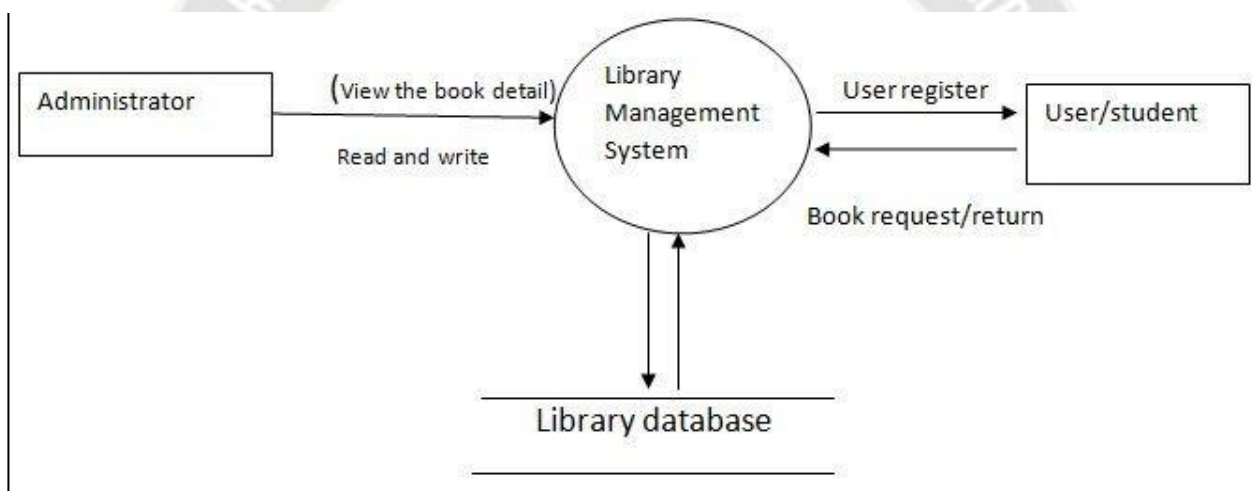 Administrator
(View the book detail)
Read and write
Library
Management
System
User register
User/student
Book request/return
Library database